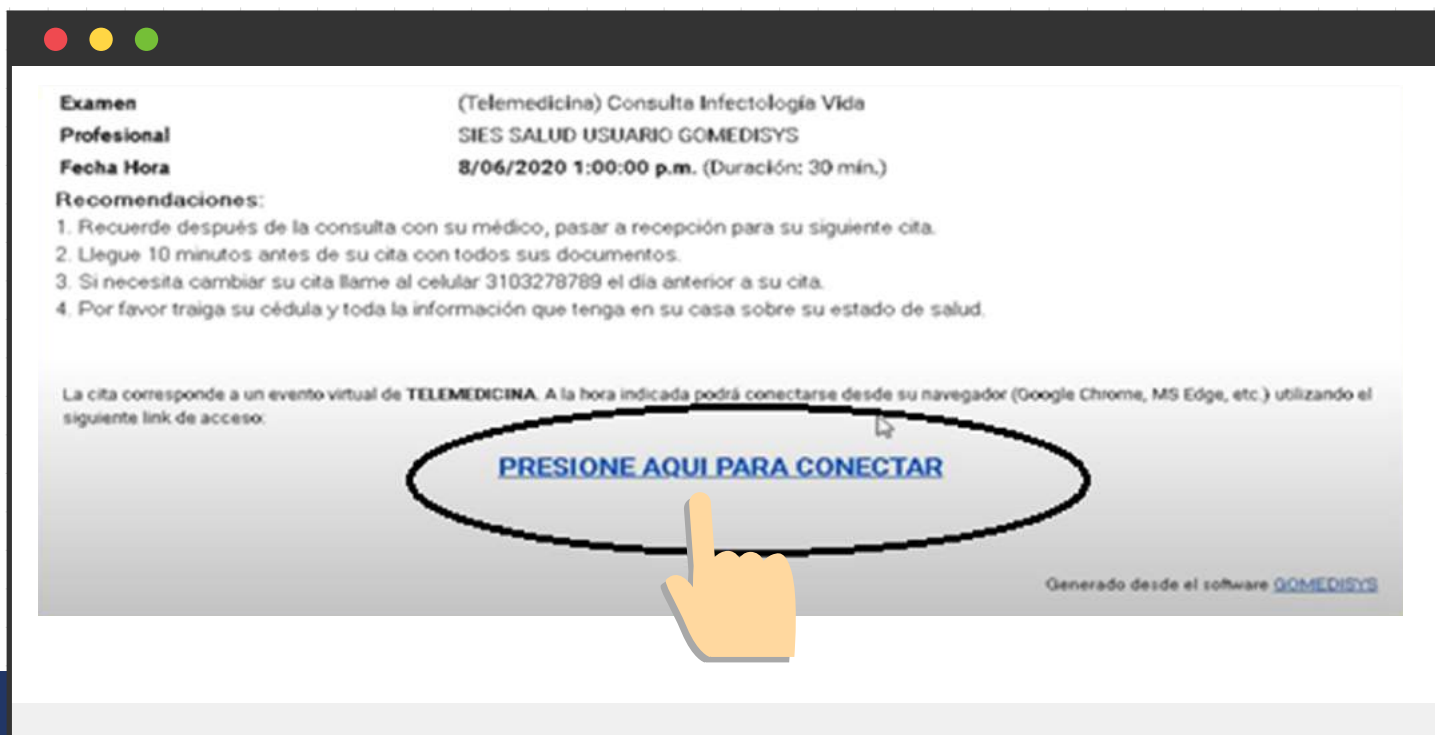 Examen (Telemedicina) Consulta Infectología Vida
Profesional SIES SALUD USUARIO GOMEDISYS
Fecha Hora 8/06/2020 1:00:00 p.m. (Duración: 30 min.)
Recomendaciones:
1. Recuerde después de la consulta con su médico, pasar a recepción para su siguiente cita.
2. Llegue 10 minutos antes de su cita con todos sus documentos.
3. Si necesita cambiar su cita llame al celular 3103278789 el día anterior a su cita.
4. Por favor traiga su cédula y toda la información que tenga en su casa sobre su estado de salud.
La cita corresponde a un evento virtual de TELEMEDICINA. A la hora indicada podrá conectarse desde su navegador (Google Chrome, MS Edge, etc.) utilizando el
siguiente link de acceso:
PRESIONE AQUI PARA CONECTAR
Generado desde el software GOMEDISYS